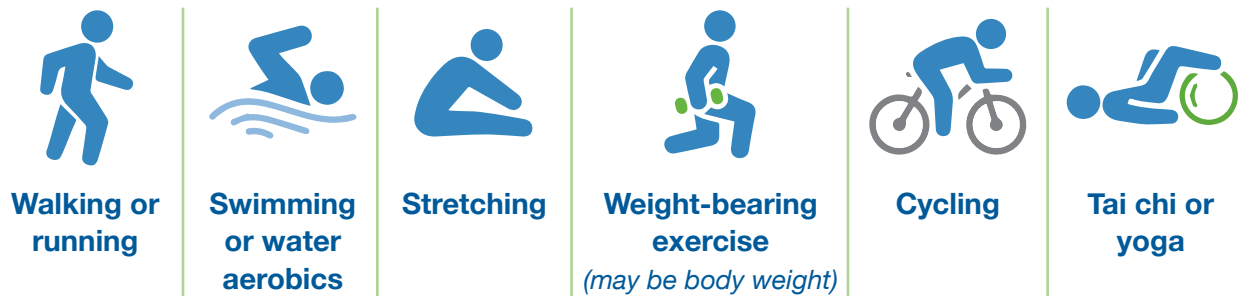 Walking or
running
Swimming
or water
aerobics
Stretching
Weight-bearing
exercise
(may be body weight)
Cycling
Tai chi or
yoga